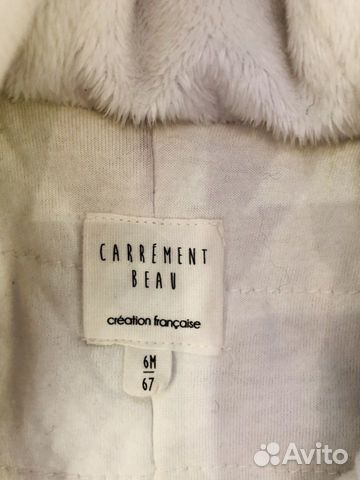 CARRÉMENT
BEAU
création française
6M
67
Avito